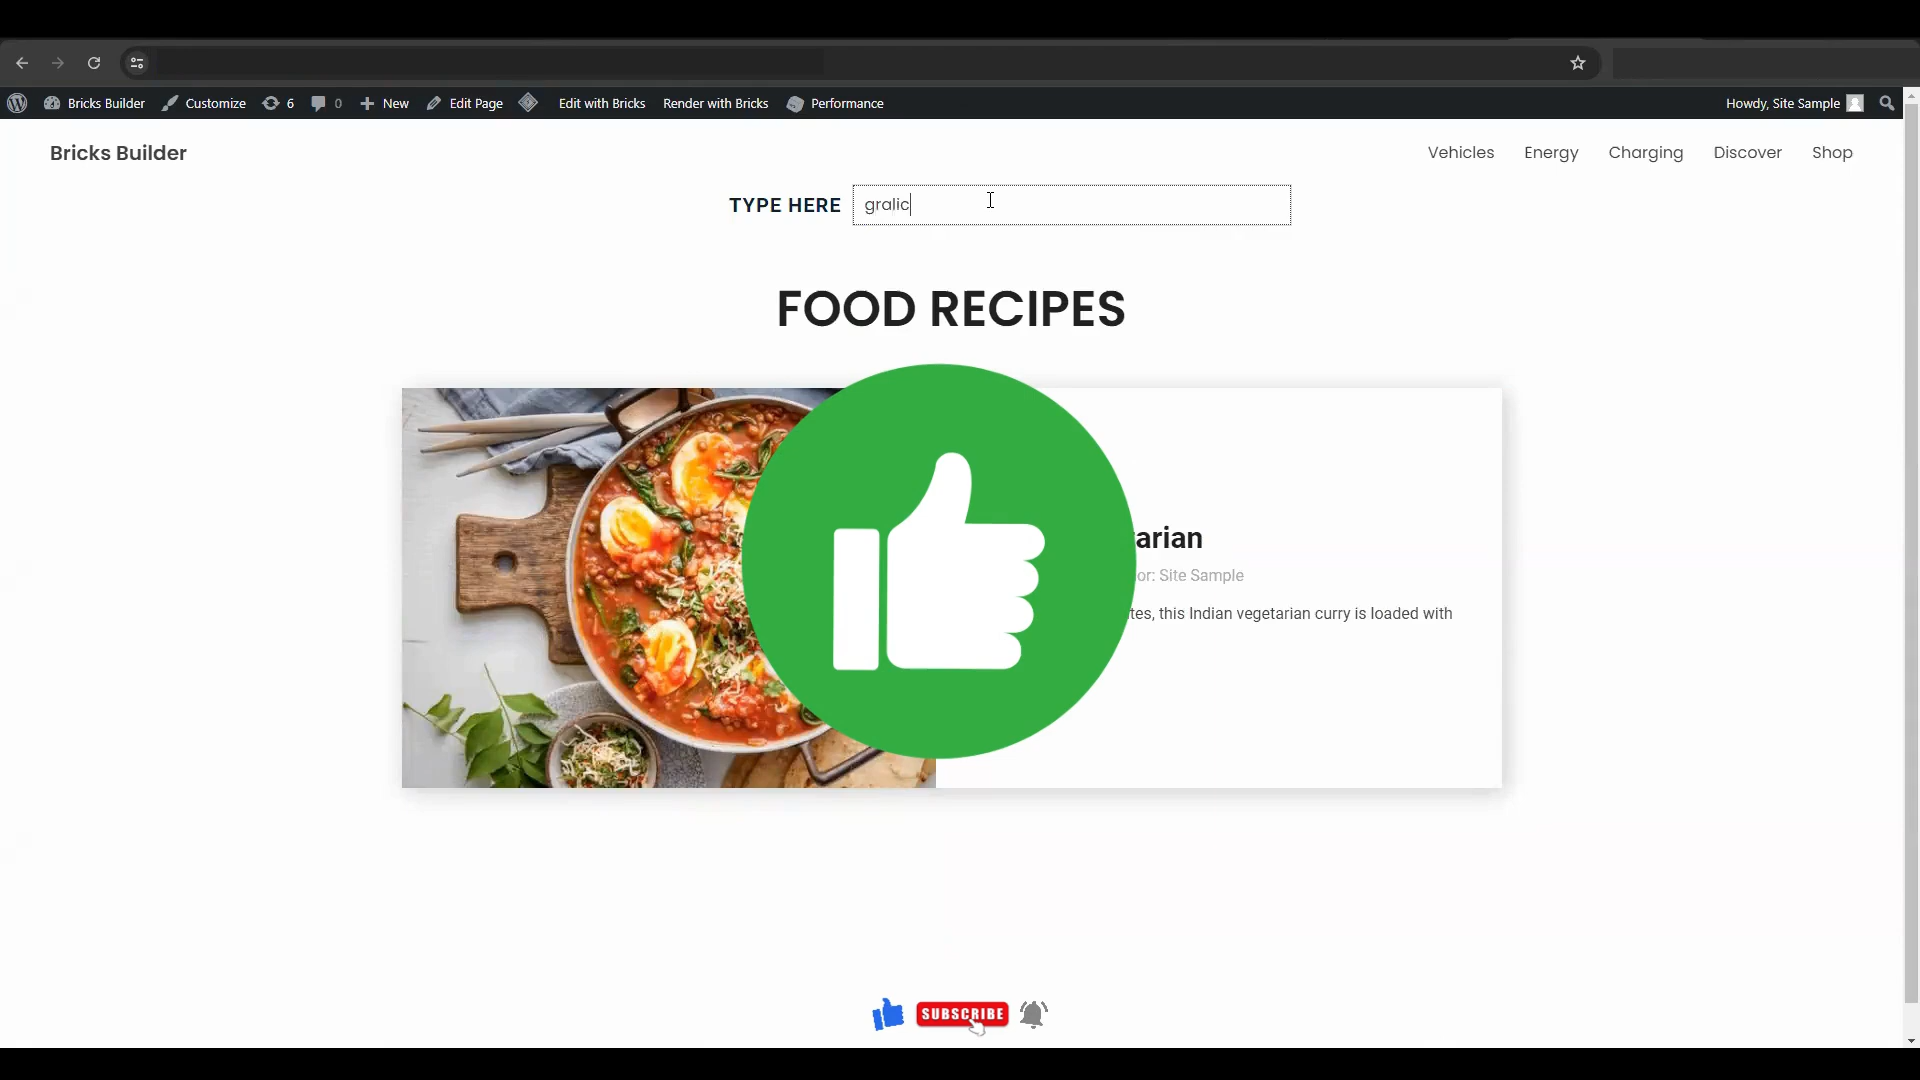 Bricks Builder Customize 6 0 New Edit Page Edit with Bricks Render with Bricks Performance Howdy, Site Sample
Bricks Builder Vehicles Energy Charging Discover Shop
TYPE HERE gralic
FOOD RECIPES
arian
or: Site Sample
tes, this Indian vegetarian curry is loaded with
SUBSCRIBE